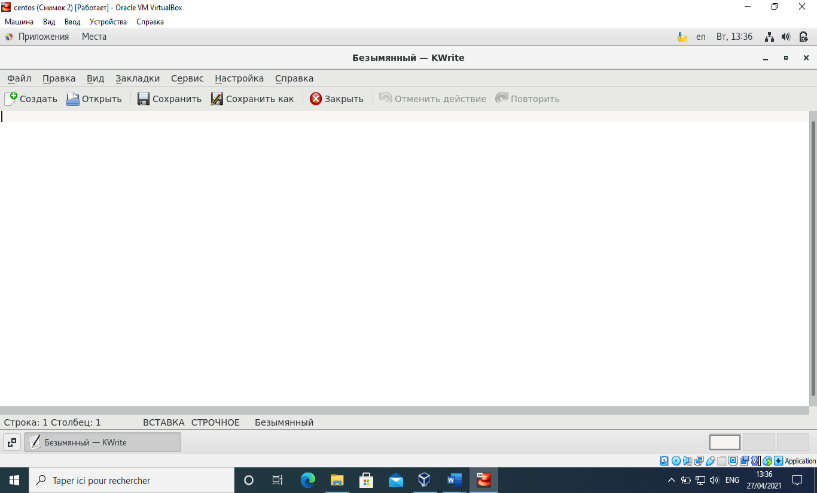 centos (Снимок 2) [Работает] - Oracle VM VirtualBox
Машина Вид Ввод Устройства Справка
Приложения Места en Вт, 13:36
Безымянный — KWrite
Файл Правка Вид Закладки Сервис Настройка Справка
Создать Открыть Сохранить Сохранить как Закрыть Отменить действие Повторить
Строка: 1 Столбец: 1 ВСТАВКА СТРОЧНОЕ Безымянный
Безымянный — KWrite
Application
Taper ici pour rechercher ENG 13:36
27/04/2021